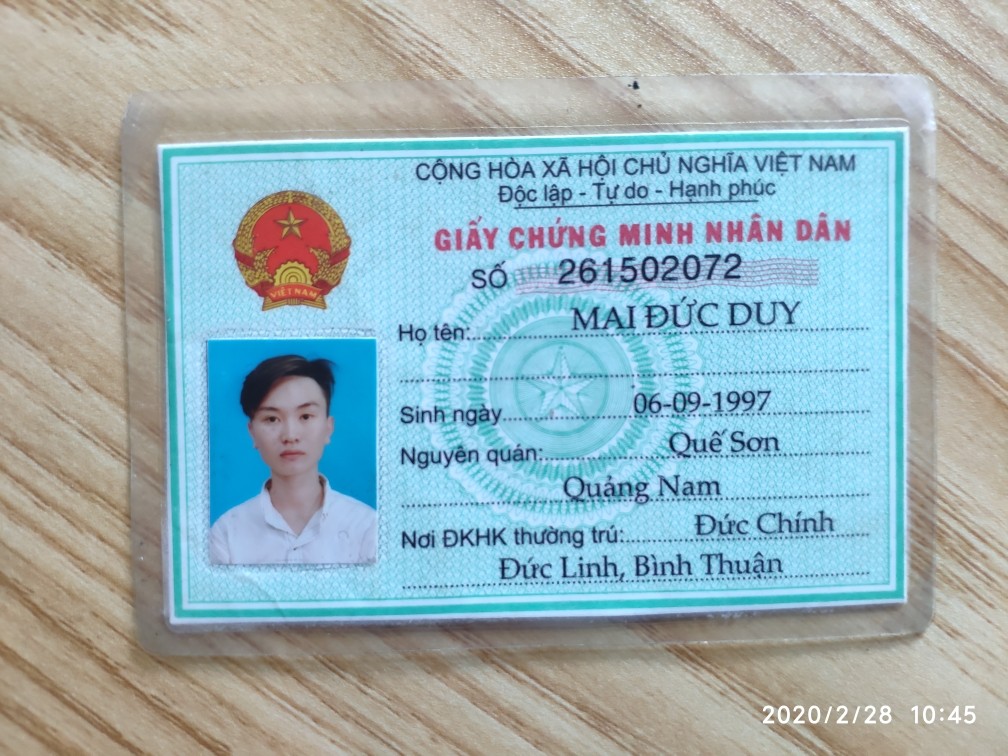 CỘNG HÒA XÃ HỘI CHỦ NGHĨA VIỆT NAM
Độc lập - Tự do - Hạnh phúc
GIẤY CHỨNG MINH NHÂN DÂN
SỐ 261502072
VIỆT NAM
Họ tên: MAI ĐỨC DUY
Sinh ngày 06-09-1997
Nguyên quán: Quế Sơn
Quảng Nam
Nơi ĐKHK thường trú: Đức Chính
Đức Linh, Bình Thuận
2020/2/28 10:45